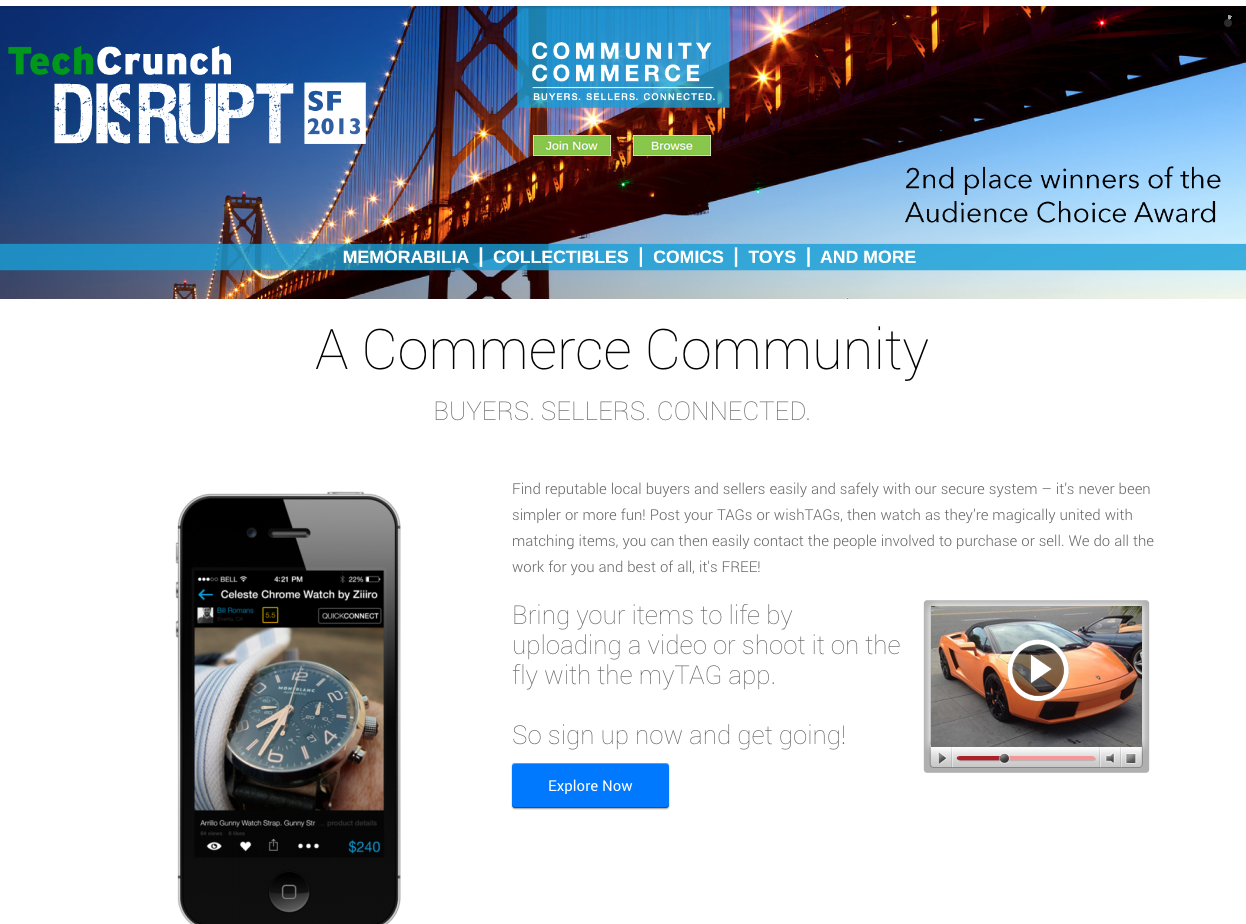 TechCrunch
DISRUPT
SF
2013
COMMUNITY
COMMERCE
BUYERS. SELLERS. CONNECTED.
Join Now
Browse
2nd place winners of the
Audience Choice Award
MEMORABILIA | COLLECTIBLES | COMICS | TOYS | AND MORE
A Commerce Community
BUYERS. SELLERS. CONNECTED.
Find reputable local buyers and sellers easily and safely with our secure system – it's never been
simpler or more fun! Post your TAGs or wishTAGs, then watch as they're magically united with
matching items, you can then easily contact the people involved to purchase or sell. We do all the
work for you and best of all, it's FREE!
Bring your items to life by
uploading a video or shoot it on the
fly with the myTAG app.
So sign up now and get going!
Explore Now
BELL 4:21 PM 22%
Celeste Chrome Watch by Ziiiro
Bill Romans
5.5
QUICKCONNECT
MONTBLANC
Arrilo Gunny Watch Strap. Gunny Str ... product details
$240